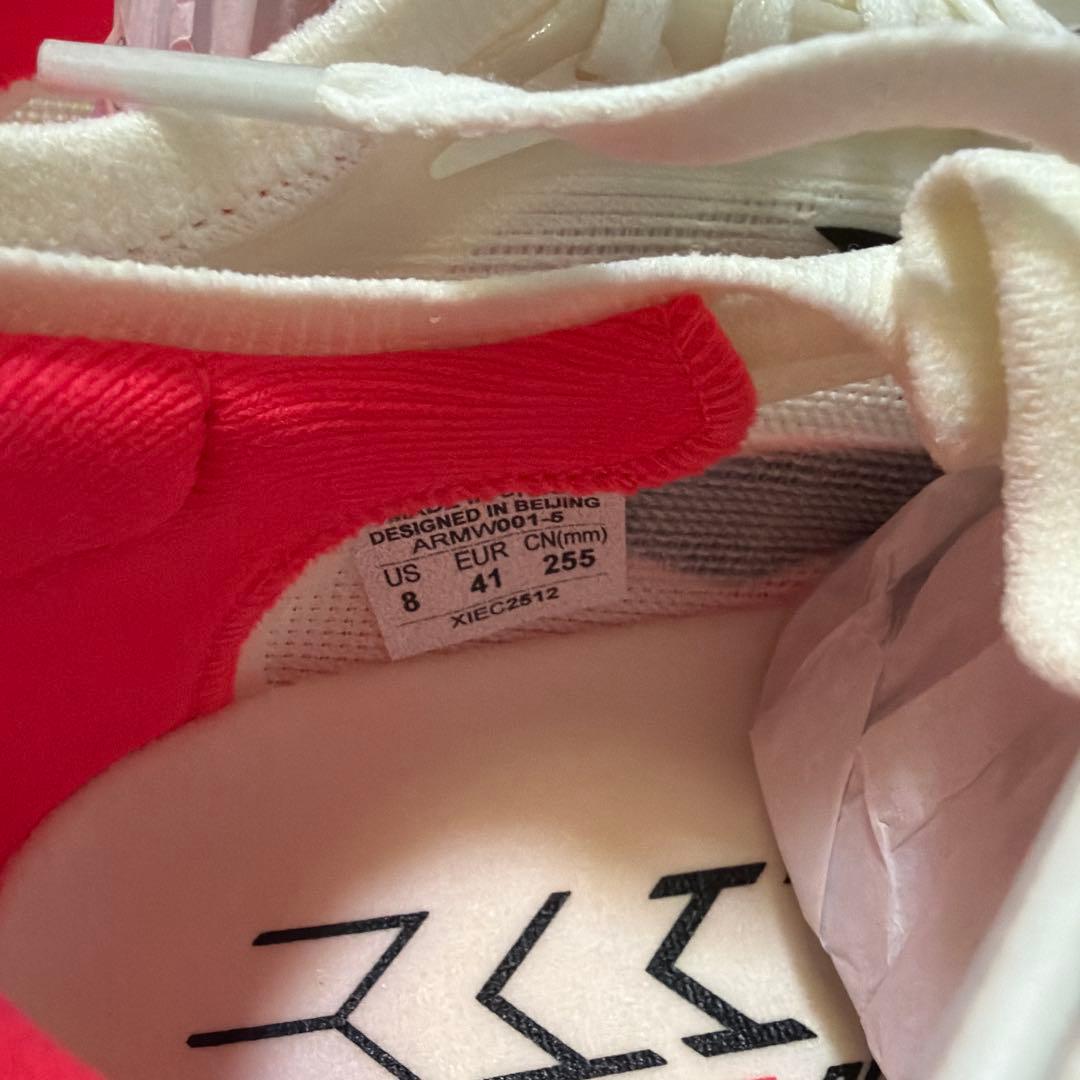 DESIGNED IN BEIJING
ARMW001-5
US EUR CN(mm)
8 41 255
XIEC2512